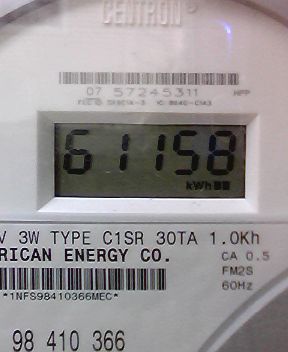 CENTRON®
07 57245311 HPP
61158
kWh
V 3W TYPE C1SR 30TA 1.0Kh
RICAN ENERGY CO. CA 0.5
FM2S
60Hz
*1NFS98410366MEC*
98 410 366